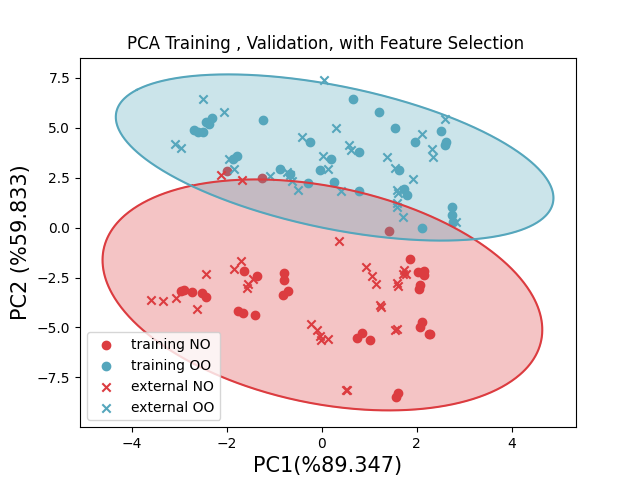 PCA Training , Validation, with Feature Selection
7.5
5.0
2.5
0.0
−2.5
−5.0
−7.5
PC2 (%59.833)
training NO
training OO
external NO
external OO
−4
−2
0
2
4
PC1(%89.347)